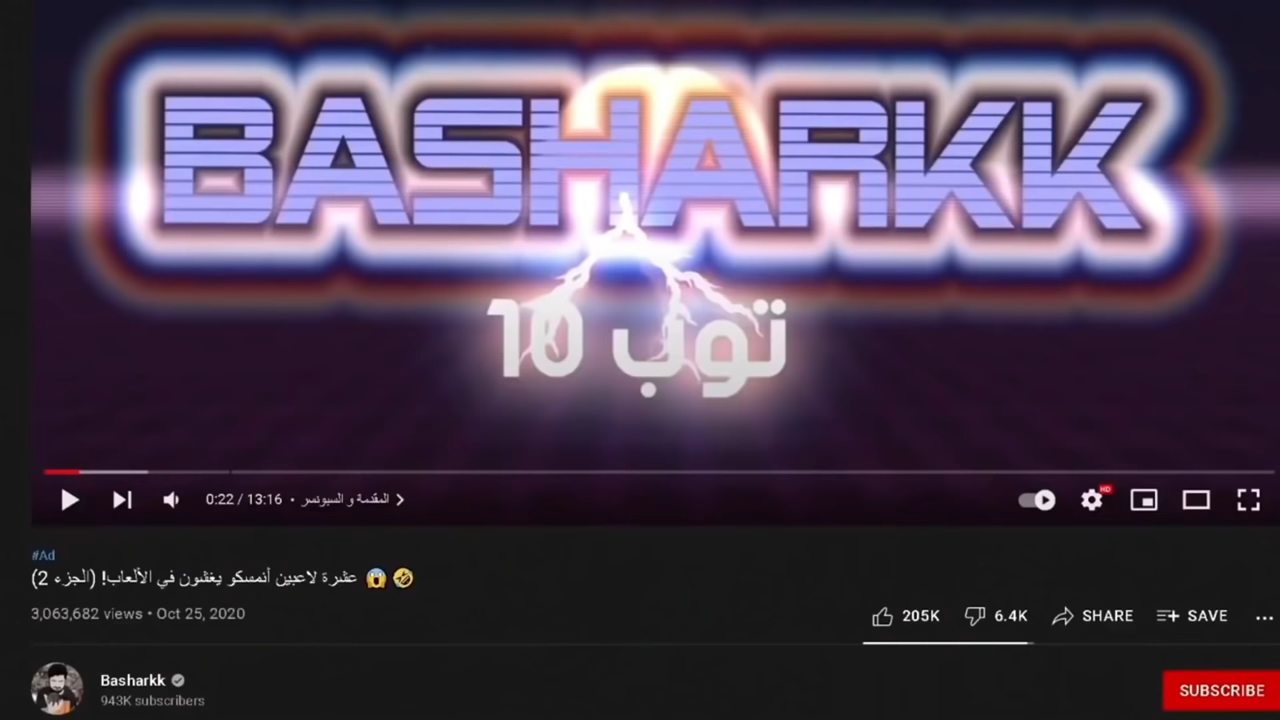 BASHARKK
توب 10
0:22 / 13:16 • المقدمة و السبونسر
HD
#Ad
عشرة لاعبين أنمسكو يغشون في الألعاب! (الجزء 2) 😱 🤣
3,063,682 views • Oct 25, 2020
205K 6.4K SHARE SAVE
Basharkk
943K subscribers
SUBSCRIBE